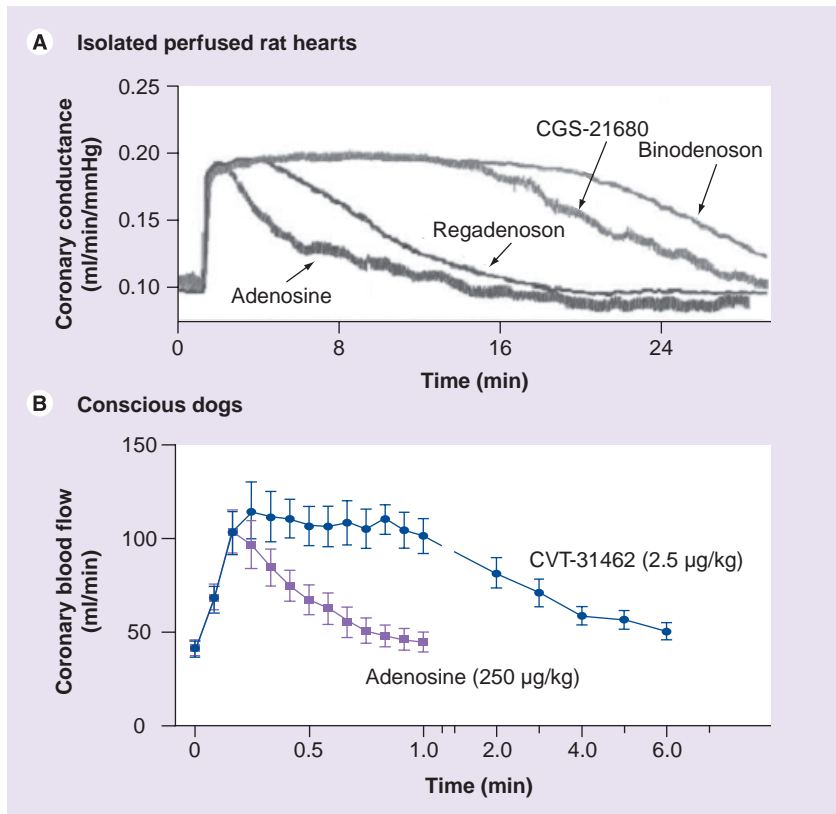 A Isolated perfused rat hearts
Coronary conductance
(ml/min/mmHg)
0.25
0.20
0.15
0.10
CGS-21680
Binodenoson
Regadenoson
Adenosine
0 8 16 24
Time (min)
B Conscious dogs
Coronary blood flow
(ml/min)
150
100
50
0
CVT-31462 (2.5 µg/kg)
Adenosine (250 µg/kg)
0 0.5 1.0 2.0 4.0 6.0
Time (min)